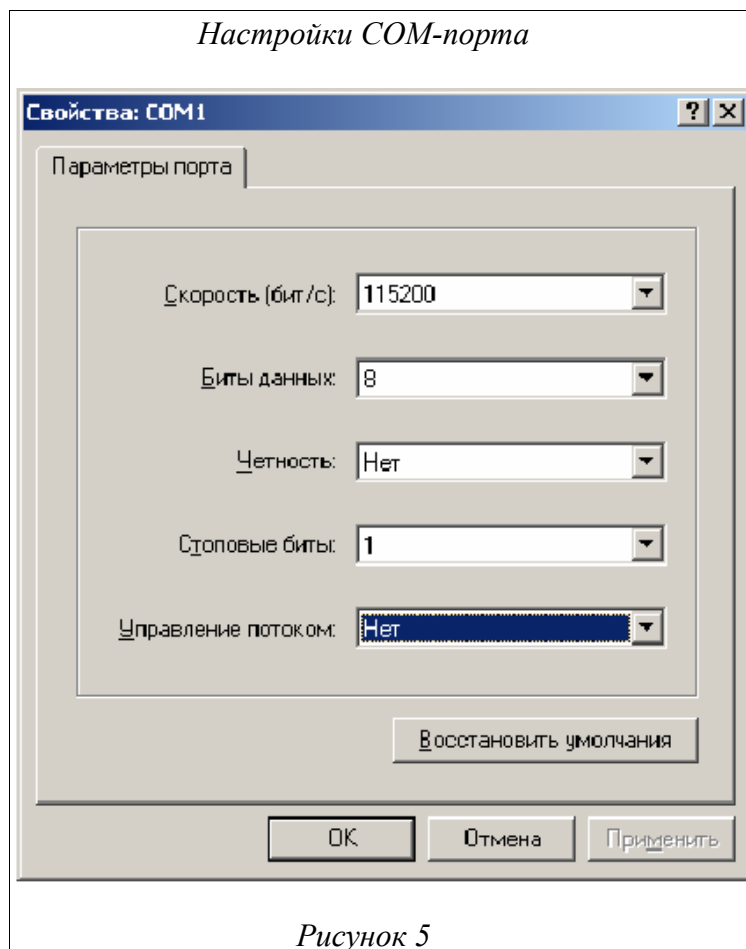 Настройки COM-порта
Свойства: COM1
Параметры порта
Скорость (бит/с): 115200
Биты данных: 8
Четность: Нет
Стоповые биты: 1
Управление потоком: Нет
Восстановить умолчания
OK Отмена Применить
Рисунок 5